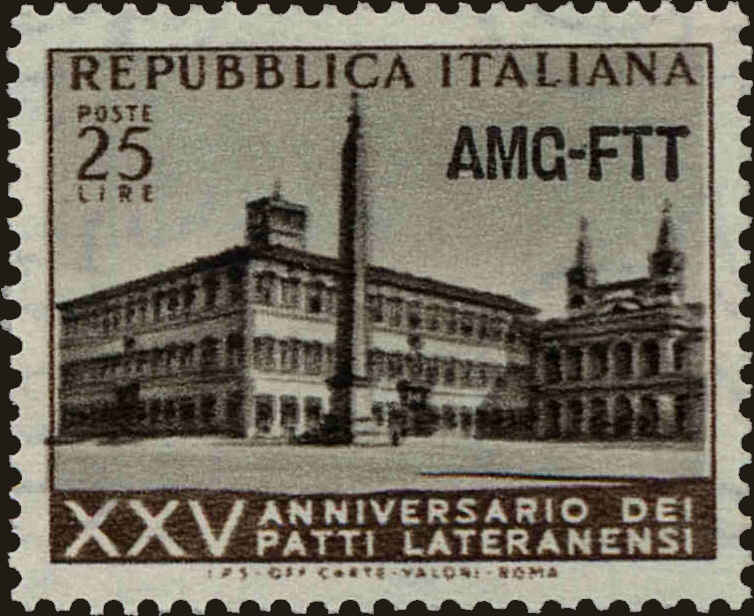 REPUBBLICA ITALIANA
POSTE
25
LIRE
AMG-FTT
XXV ANNIVERSARIO DEI
PATTI LATERANENSI
I.P.S-OFF CARTE-VALORI-ROMA